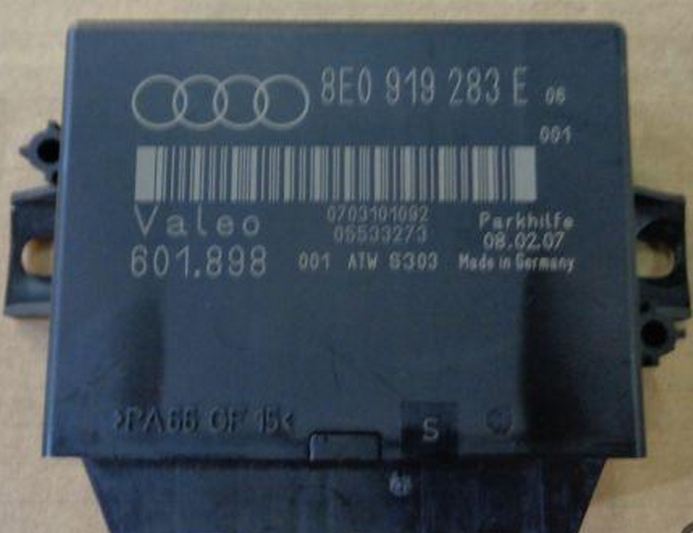 8E0 919 283 E 06
001
Valeo 0703101092 Parkhilfe
05533273 08.02.07
601.898 001 ATW S303 Made in Germany
>PA66 GF 15<
S